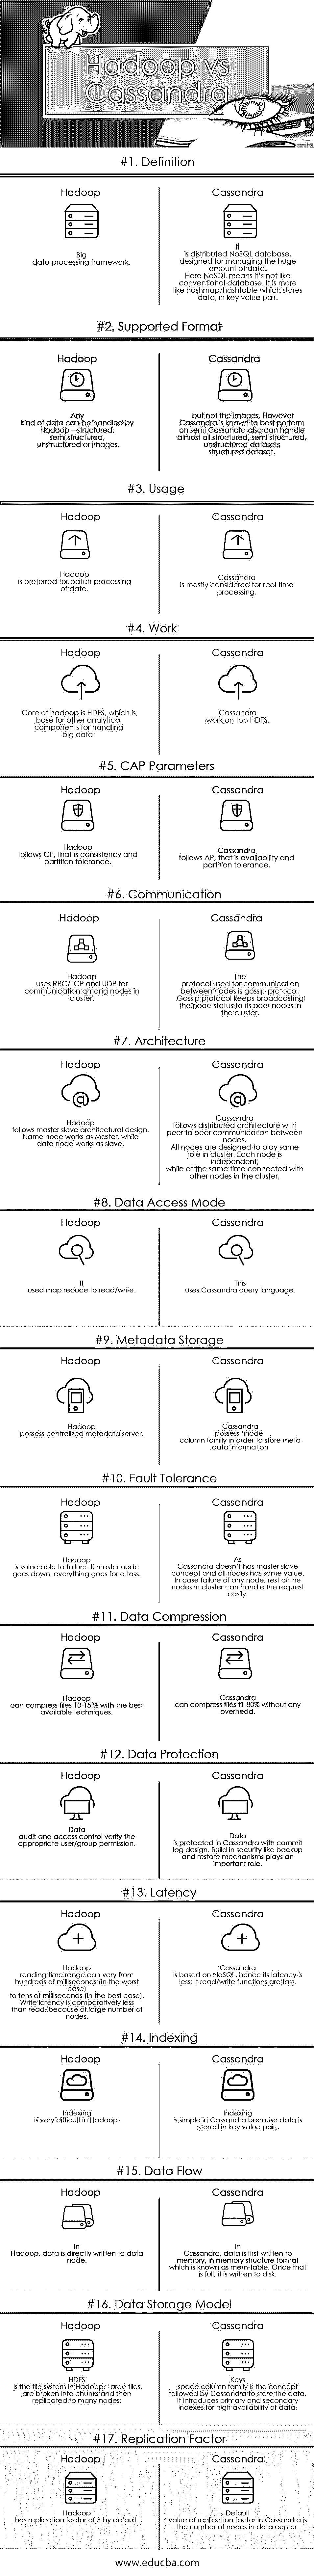 Hadoop vs
Cassandra
#1. Definition
Hadoop
Big
data processing framework.
Cassandra
It
is distributed NoSQL database,
designed for managing the huge
amount of data.
Here NoSQL means it's not like
conventional database, it is more
like hashmap/hashtable which stores
data, in key value pair.
#2. Supported Format
Hadoop
Any
kind of data can be handled by
Hadoop – structured,
semi structured,
unstructured or images.
Cassandra
but not the images. However
Cassandra is known to best perform
on semi Cassandra also can handle
almost all structured, semi structured,
unstructured datasets
structured dataset.
#3. Usage
Hadoop
Hadoop
is preferred for batch processing
of data.
Cassandra
Cassandra
is mostly considered for real time
processing.
#4. Work
Hadoop
Core of hadoop is HDFS, which is
base for other analytical
components for handling
big data.
Cassandra
Cassandra
work on top HDFS.
#5. CAP Parameters
Hadoop
Hadoop
follows CP, that is consistency and
partition tolerance.
Cassandra
Cassandra
follows AP, that is availability and
partition tolerance.
#6. Communication
Hadoop
Hadoop
uses RPC/TCP and UDP for
communication among nodes in
cluster.
Cassandra
The
protocol used for communication
between nodes is gossip protocol.
Gossip protocol keeps broadcasting
the node status to its peer nodes in
the cluster.
#7. Architecture
Hadoop
Hadoop
follows master slave architectural design.
Name node works as Master, while
data node works as slave.
Cassandra
Cassandra
follows distributed architecture with
peer to peer communication between
nodes.
All nodes are designed to play same
role in cluster. Each node is
independent,
while at the same time connected with
other nodes in the cluster.
#8. Data Access Mode
Hadoop
It
used map reduce to read/write.
Cassandra
This
uses Cassandra query language.
#9. Metadata Storage
Hadoop
Hadoop
possess centralized metadata server.
Cassandra
Cassandra
possess 'inode'
column family in order to store meta
data information
#10. Fault Tolerance
Hadoop
Hadoop
is vulnerable to failure. If master node
goes down, everything goes for a toss.
Cassandra
As
Cassandra doesn't has master slave
concept and all nodes has same value.
In case failure of any node, rest of the
nodes in cluster can handle the request
easily.
#11. Data Compression
Hadoop
Hadoop
can compress files 10-15 % with the best
available techniques.
Cassandra
Cassandra
can compress files till 80% without any
overhead.
#12. Data Protection
Hadoop
Data
audit and access control verify the
appropriate user/group permission.
Cassandra
Data
is protected in Cassandra with commit
log design. Build in security like backup
and restore mechanisms plays an
important role.
#13. Latency
Hadoop
Hadoop
reading time range can vary from
hundreds of milliseconds (in the worst
case)
to tens of milliseconds (in the best case).
Write latency is comparatively less
than read, because of large number of
nodes.
Cassandra
Cassandra
is based on NoSQL, hence its latency is
less. It read/write functions are fast.
#14. Indexing
Hadoop
Indexing
is very difficult in Hadoop.
Cassandra
Indexing
is simple in Cassandra because data is
stored in key value pair.
#15. Data Flow
Hadoop
In
Hadoop, data is directly written to data
node.
Cassandra
In
Cassandra, data is first written to
memory, in memory structure format
which is known as mem-table. Once that
is full, it is written to disk.
#16. Data Storage Model
Hadoop
HDFS
is the file system in Hadoop. Large files
are broken into chunks and then
replicated to many nodes.
Cassandra
Keys
space column family is the concept
followed by Cassandra to store the data.
It introduces primary and secondary
indexes for high availability of data.
#17. Replication Factor
Hadoop
Hadoop
has replication factor of 3 by default.
Cassandra
Default
value of replication factor in Cassandra is
the number of nodes in data center.
www.educba.com